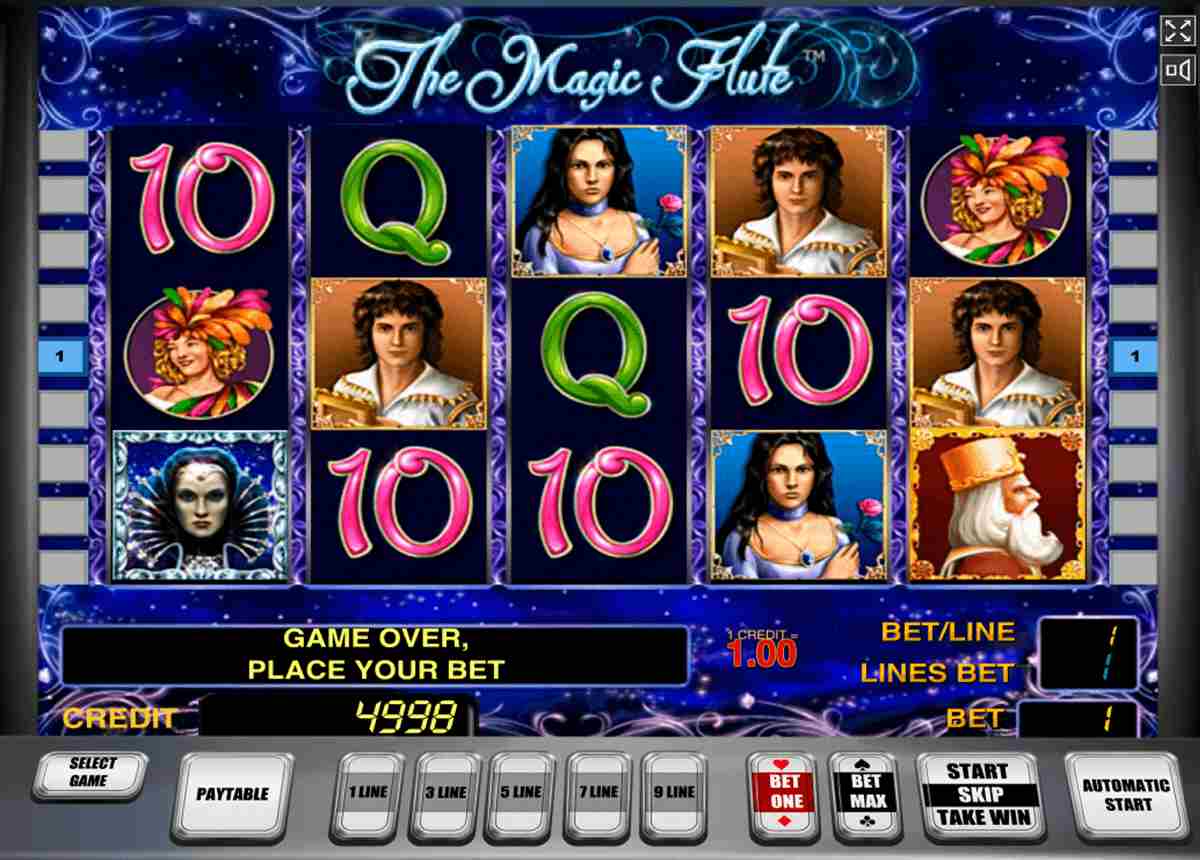 The Magic Flute™
10 Q
1 Q 10 1
10 10
GAME OVER,
PLACE YOUR BET
1 CREDIT =
1.00
BET/LINE 1
LINES BET 1
CREDIT 4998
BET 1
SELECT
GAME
PAYTABLE
1 LINE
3 LINE
5 LINE
7 LINE
9 LINE
BET
ONE
BET
MAX
START
SKIP
TAKE WIN
AUTOMATIC
START